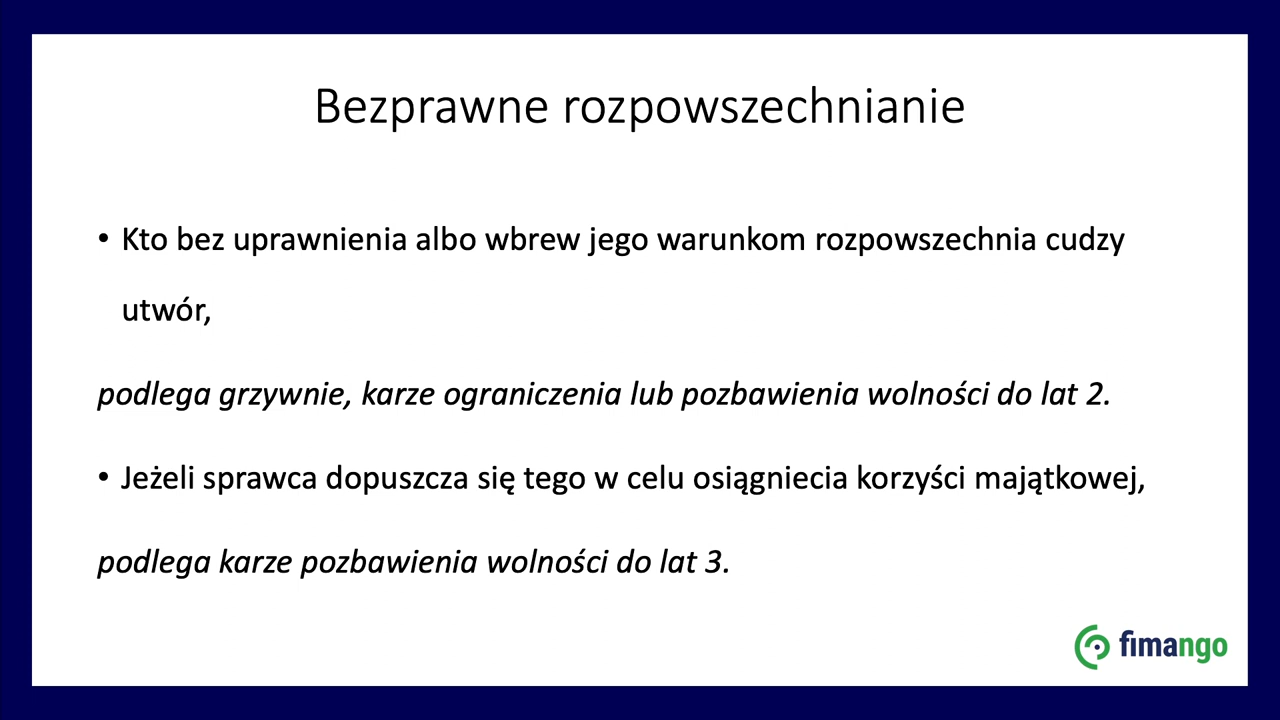 Bezprawne rozpowszechnianie
• Kto bez uprawnienia albo wbrew jego warunkom rozpowszechnia cudzy
utwór,
podlega grzywnie, karze ograniczenia lub pozbawienia wolności do lat 2.
• Jeżeli sprawca dopuszcza się tego w celu osiągniecia korzyści majątkowej,
podlega karze pozbawienia wolności do lat 3.
fimango